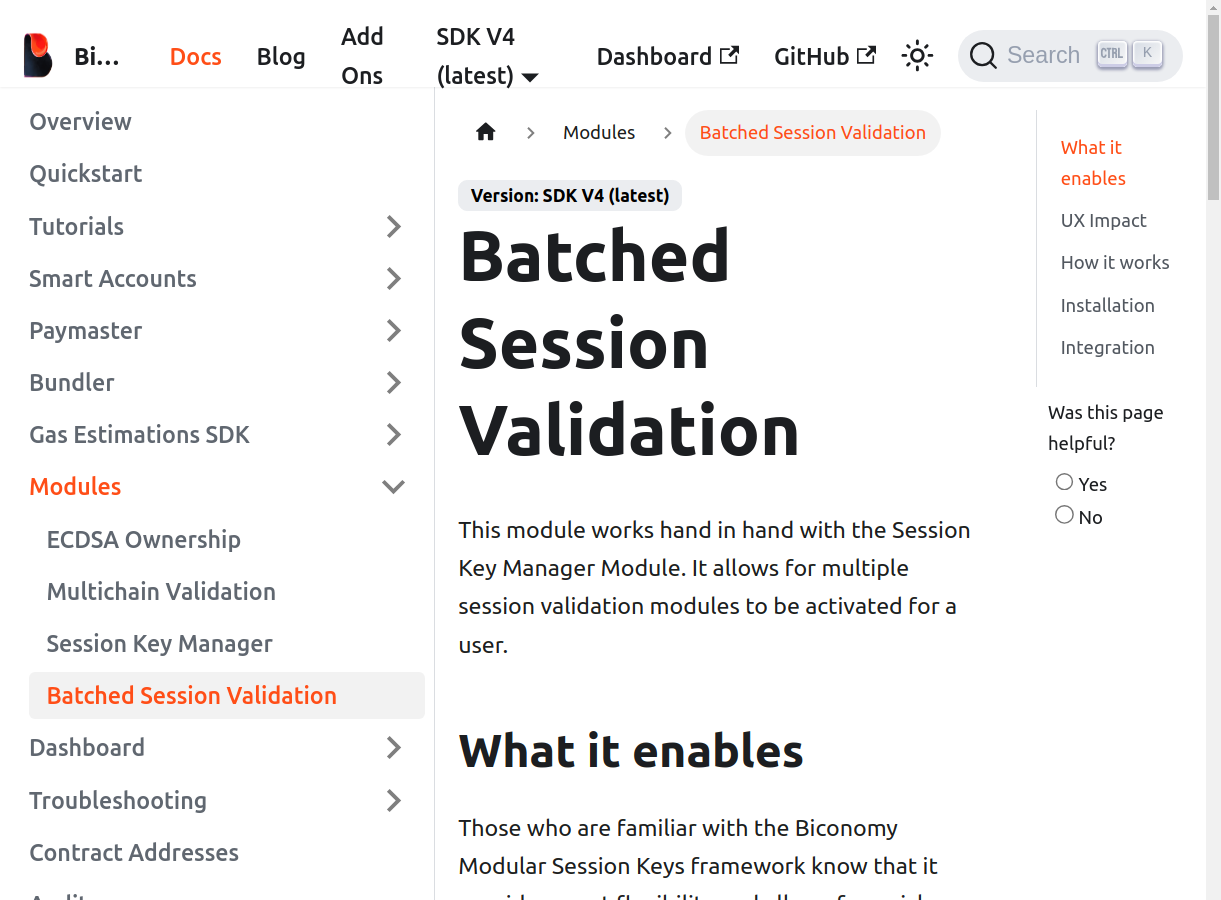 Bi...
Docs
Blog
Add
Ons
SDK V4
(latest)
Dashboard
GitHub
Search
CTRL
K
Overview
Quickstart
Tutorials
Smart Accounts
Paymaster
Bundler
Gas Estimations SDK
Modules
ECDSA Ownership
Multichain Validation
Session Key Manager
Batched Session Validation
Dashboard
Troubleshooting
Contract Addresses
Modules
Batched Session Validation
Version: SDK V4 (latest)
Batched
Session
Validation
This module works hand in hand with the Session
Key Manager Module. It allows for multiple
session validation modules to be activated for a
user.
What it enables
Those who are familiar with the Biconomy
Modular Session Keys framework know that it
What it
enables
UX Impact
How it works
Installation
Integration
Was this page
helpful?
Yes
No